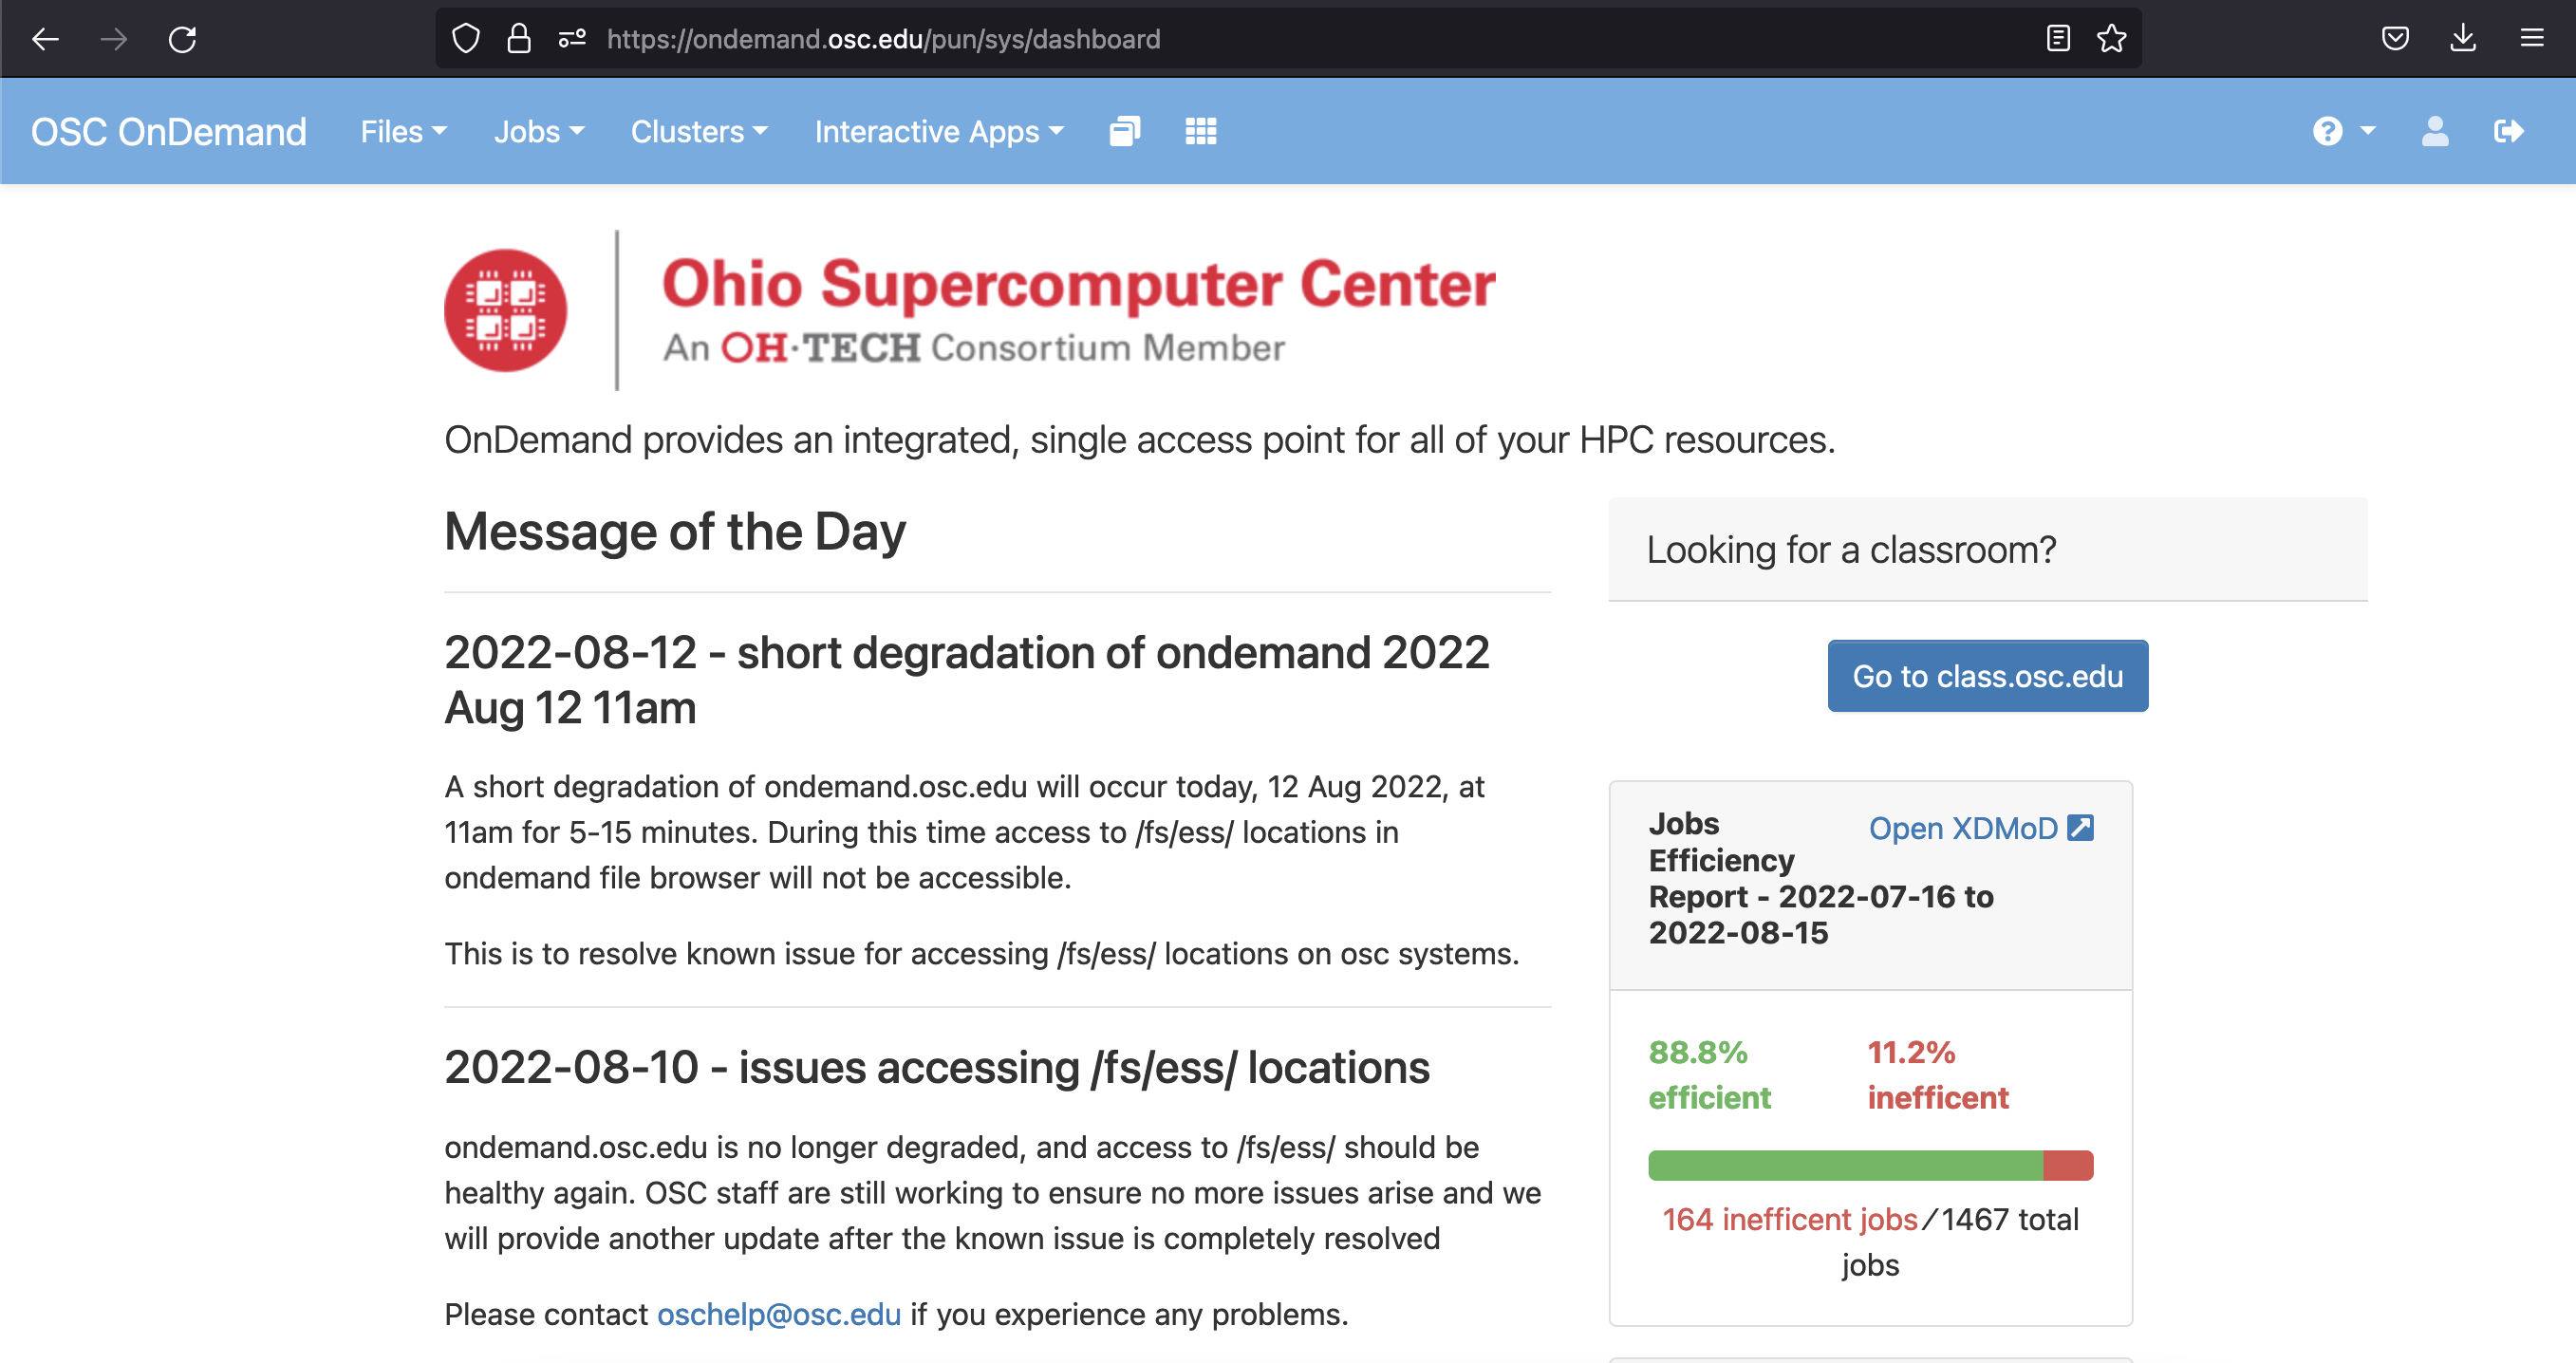 https://ondemand.osc.edu/pun/sys/dashboard
OSC OnDemand Files Jobs Clusters Interactive Apps
Ohio Supercomputer Center
An OH·TECH Consortium Member
OnDemand provides an integrated, single access point for all of your HPC resources.
Message of the Day
2022-08-12 - short degradation of ondemand 2022
Aug 12 11am
A short degradation of ondemand.osc.edu will occur today, 12 Aug 2022, at
11am for 5-15 minutes. During this time access to /fs/ess/ locations in
ondemand file browser will not be accessible.
This is to resolve known issue for accessing /fs/ess/ locations on osc systems.
2022-08-10 - issues accessing /fs/ess/ locations
ondemand.osc.edu is no longer degraded, and access to /fs/ess/ should be
healthy again. OSC staff are still working to ensure no more issues arise and we
will provide another update after the known issue is completely resolved
Please contact oschelp@osc.edu if you experience any problems.
Looking for a classroom?
Go to class.osc.edu
Jobs
Efficiency
Report - 2022-07-16 to
2022-08-15
Open XDMoD
88.8%
efficient
11.2%
inefficent
164 inefficent jobs/1467 total
jobs